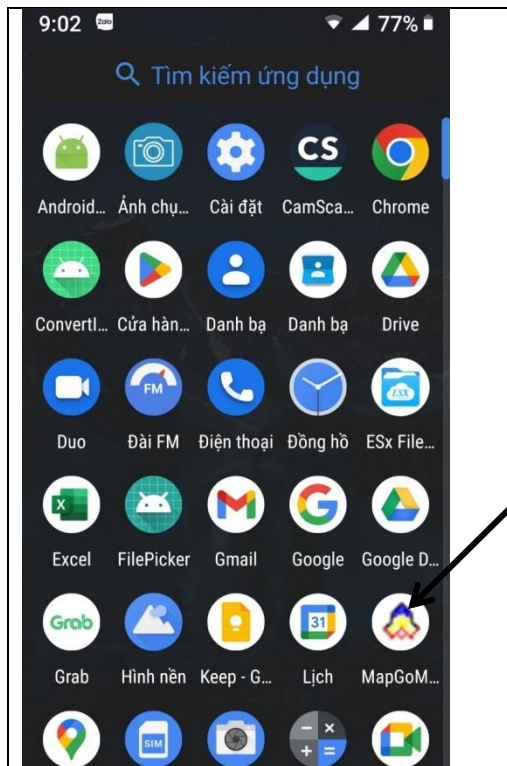 9:02 Zalo 77%
Tìm kiếm ứng dụng
CS
Android... Ảnh chụ... Cài đặt CamSca... Chrome
ConvertI... Cửa hàn... Danh bạ Danh bạ Drive
FM ESX
Duo Đài FM Điện thoại Đồng hồ ESx File...
X G
Excel FilePicker Gmail Google Google D...
Grab 31
Grab Hình nền Keep - G... Lịch MapGoM...
SIM